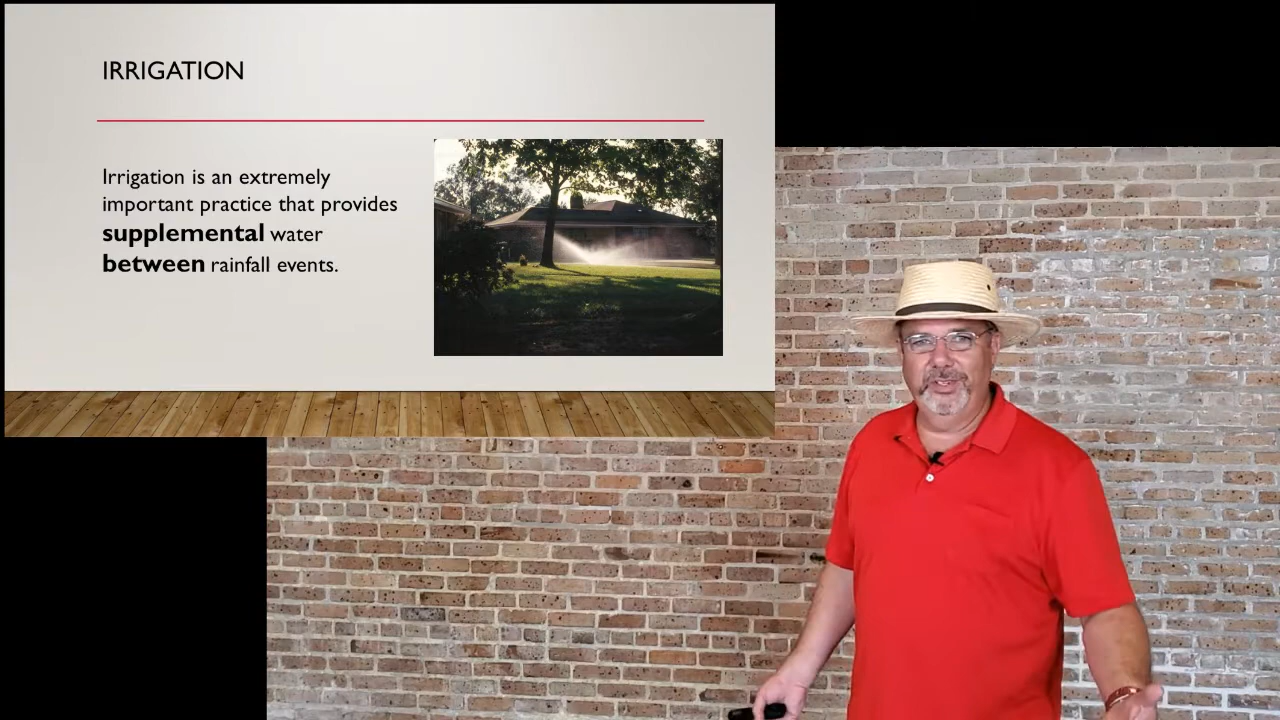 IRRIGATION
Irrigation is an extremely
important practice that provides
supplemental water
between rainfall events.